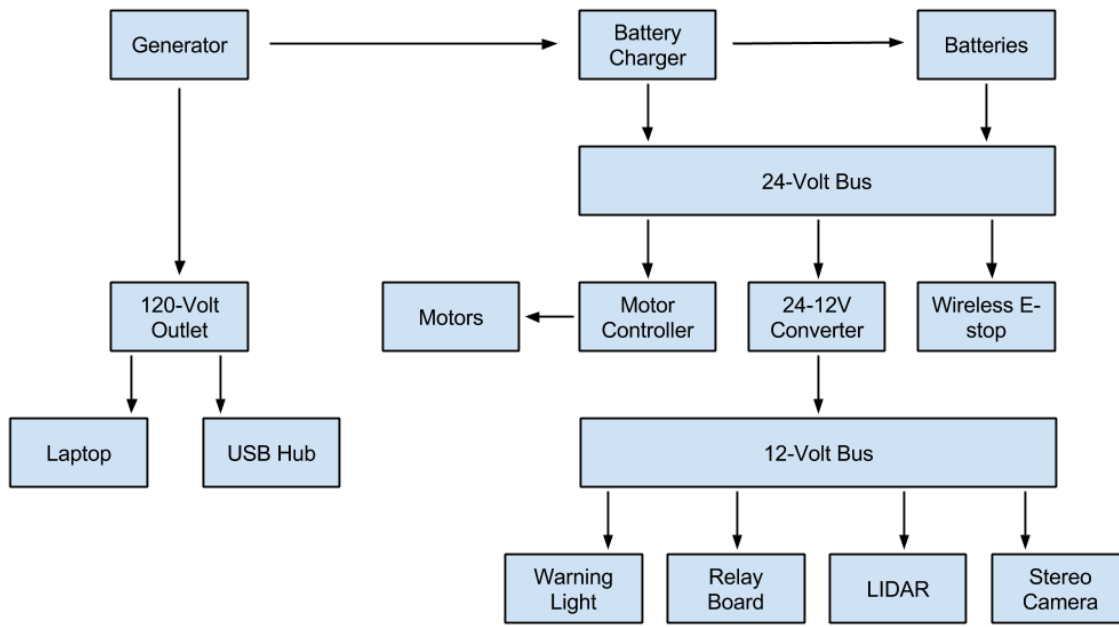 Generator
Battery
Charger
Batteries
24-Volt Bus
120-Volt
Outlet
Motors
Motor
Controller
24-12V
Converter
Wireless E-
stop
Laptop
USB Hub
12-Volt Bus
Warning
Light
Relay
Board
LIDAR
Stereo
Camera